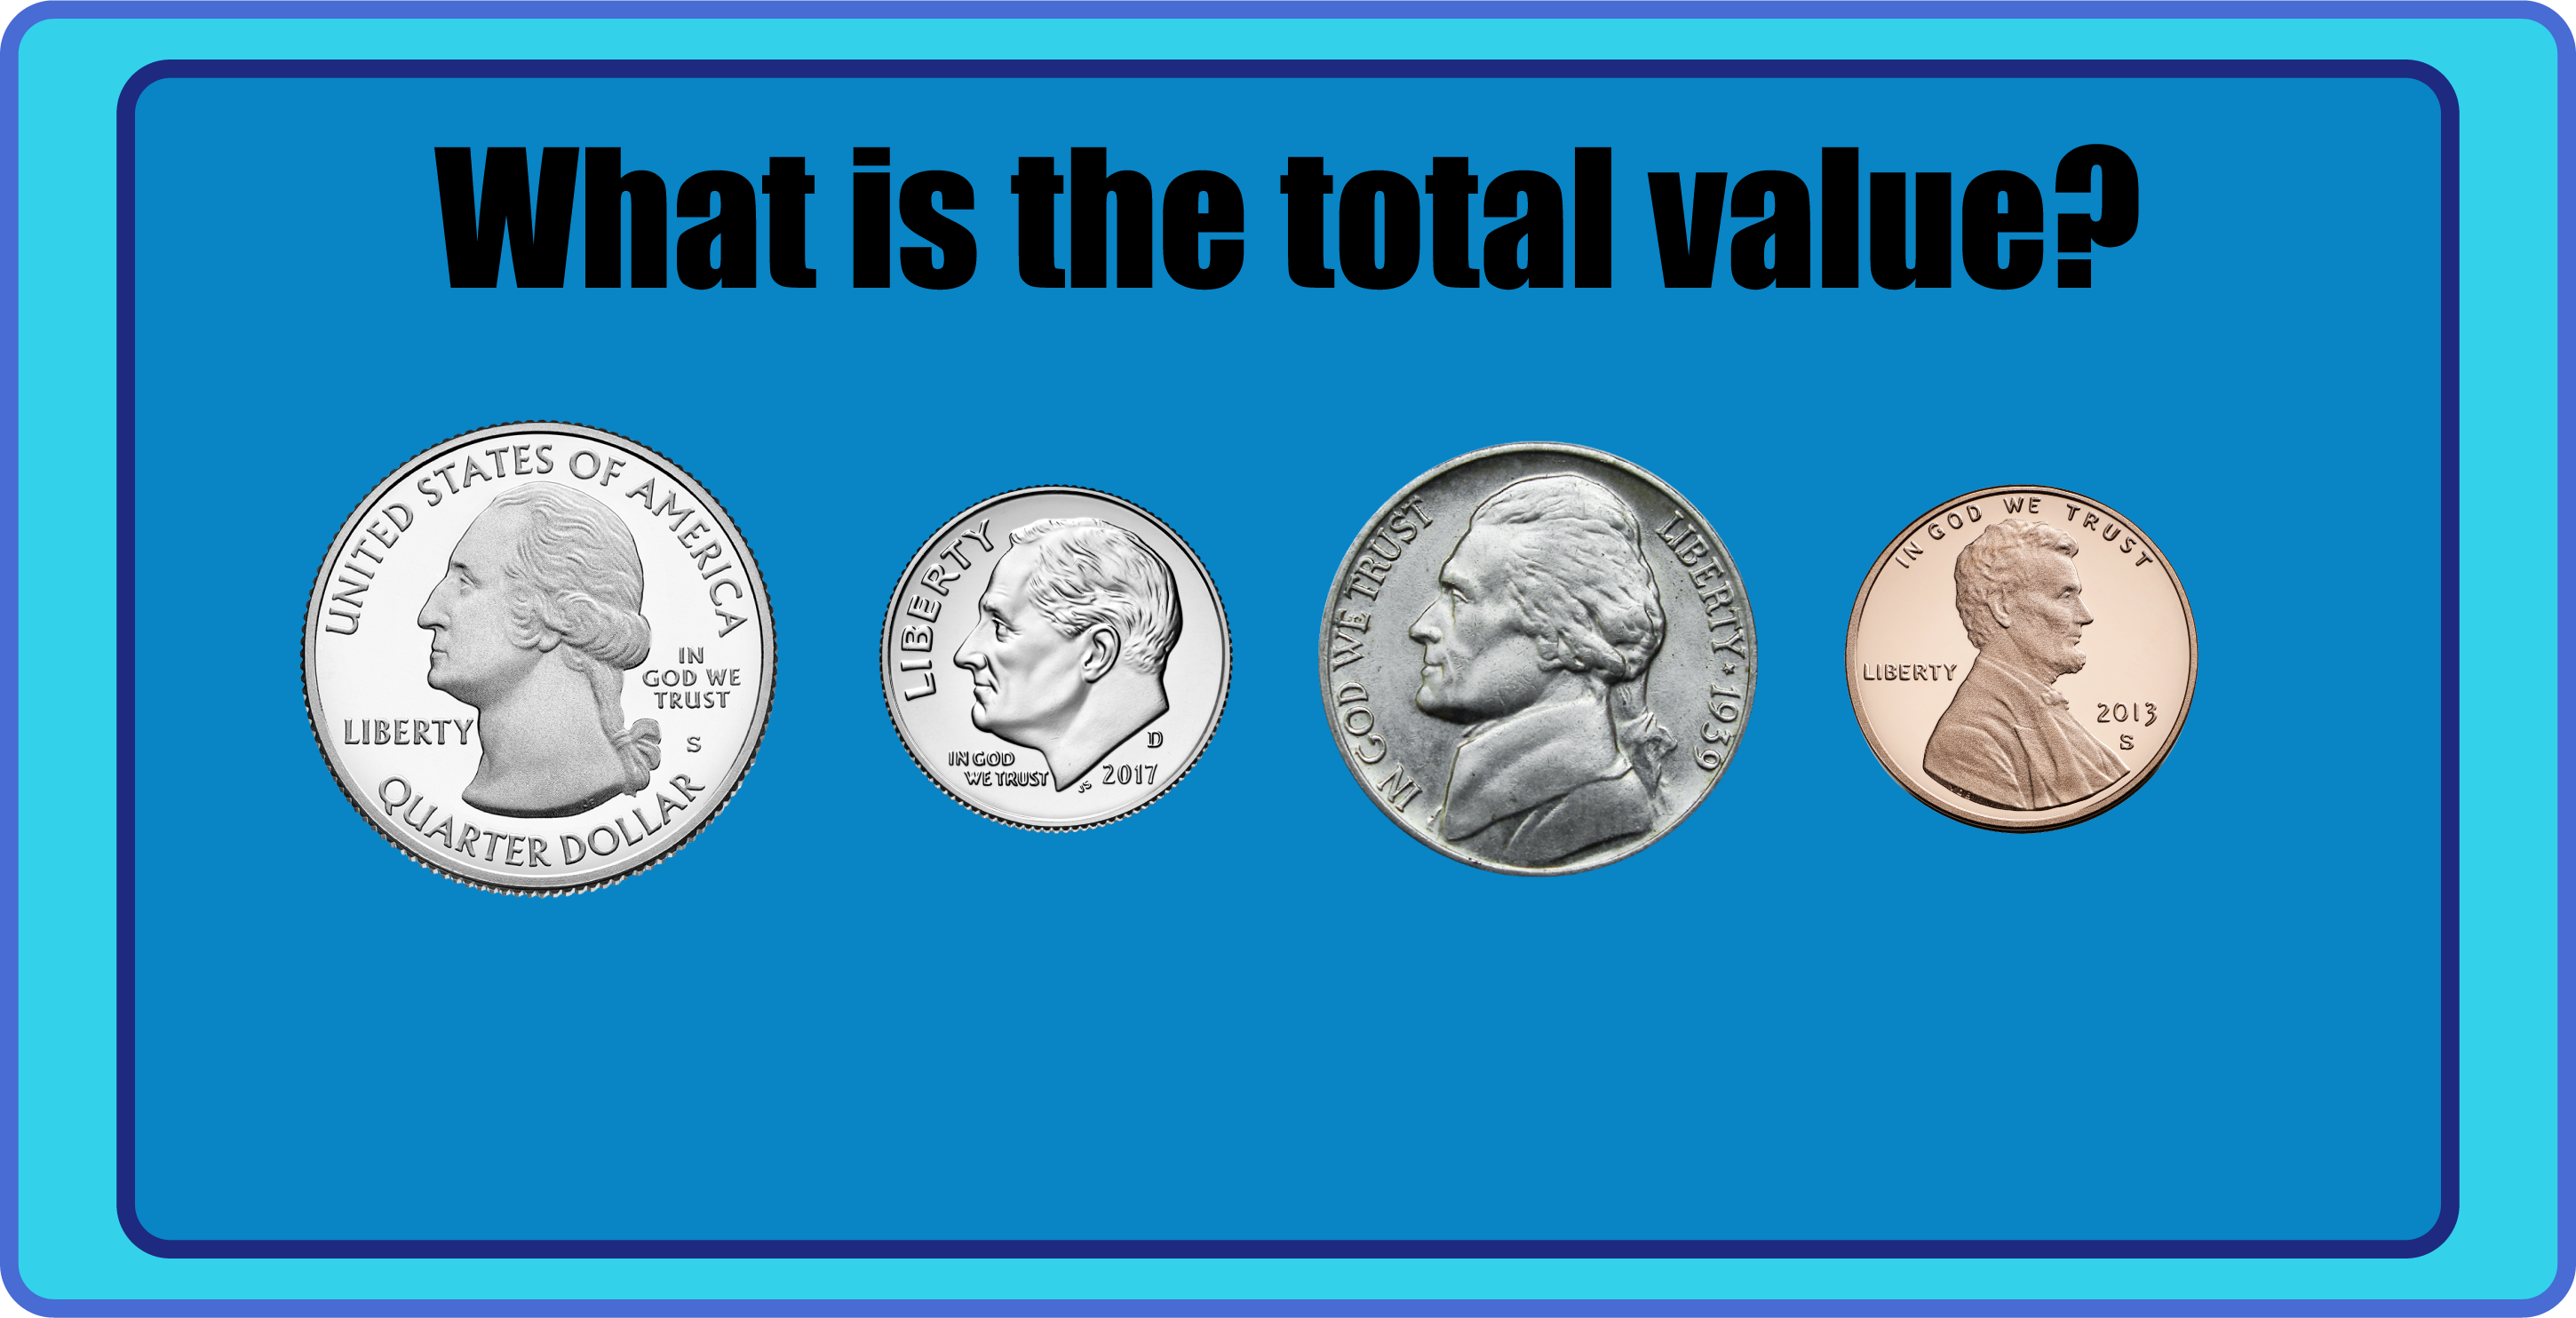 What is the total value?
UNITED STATES OF AMERICA
IN
GOD WE
TRUST
LIBERTY
S
QUARTER DOLLAR
LIBERTY
D
IN GOD
WE TRUST
JS
2017
IN GOD WE TRUST
LIBERTY ★ 1939
IN GOD WE TRUST
LIBERTY
2013
S